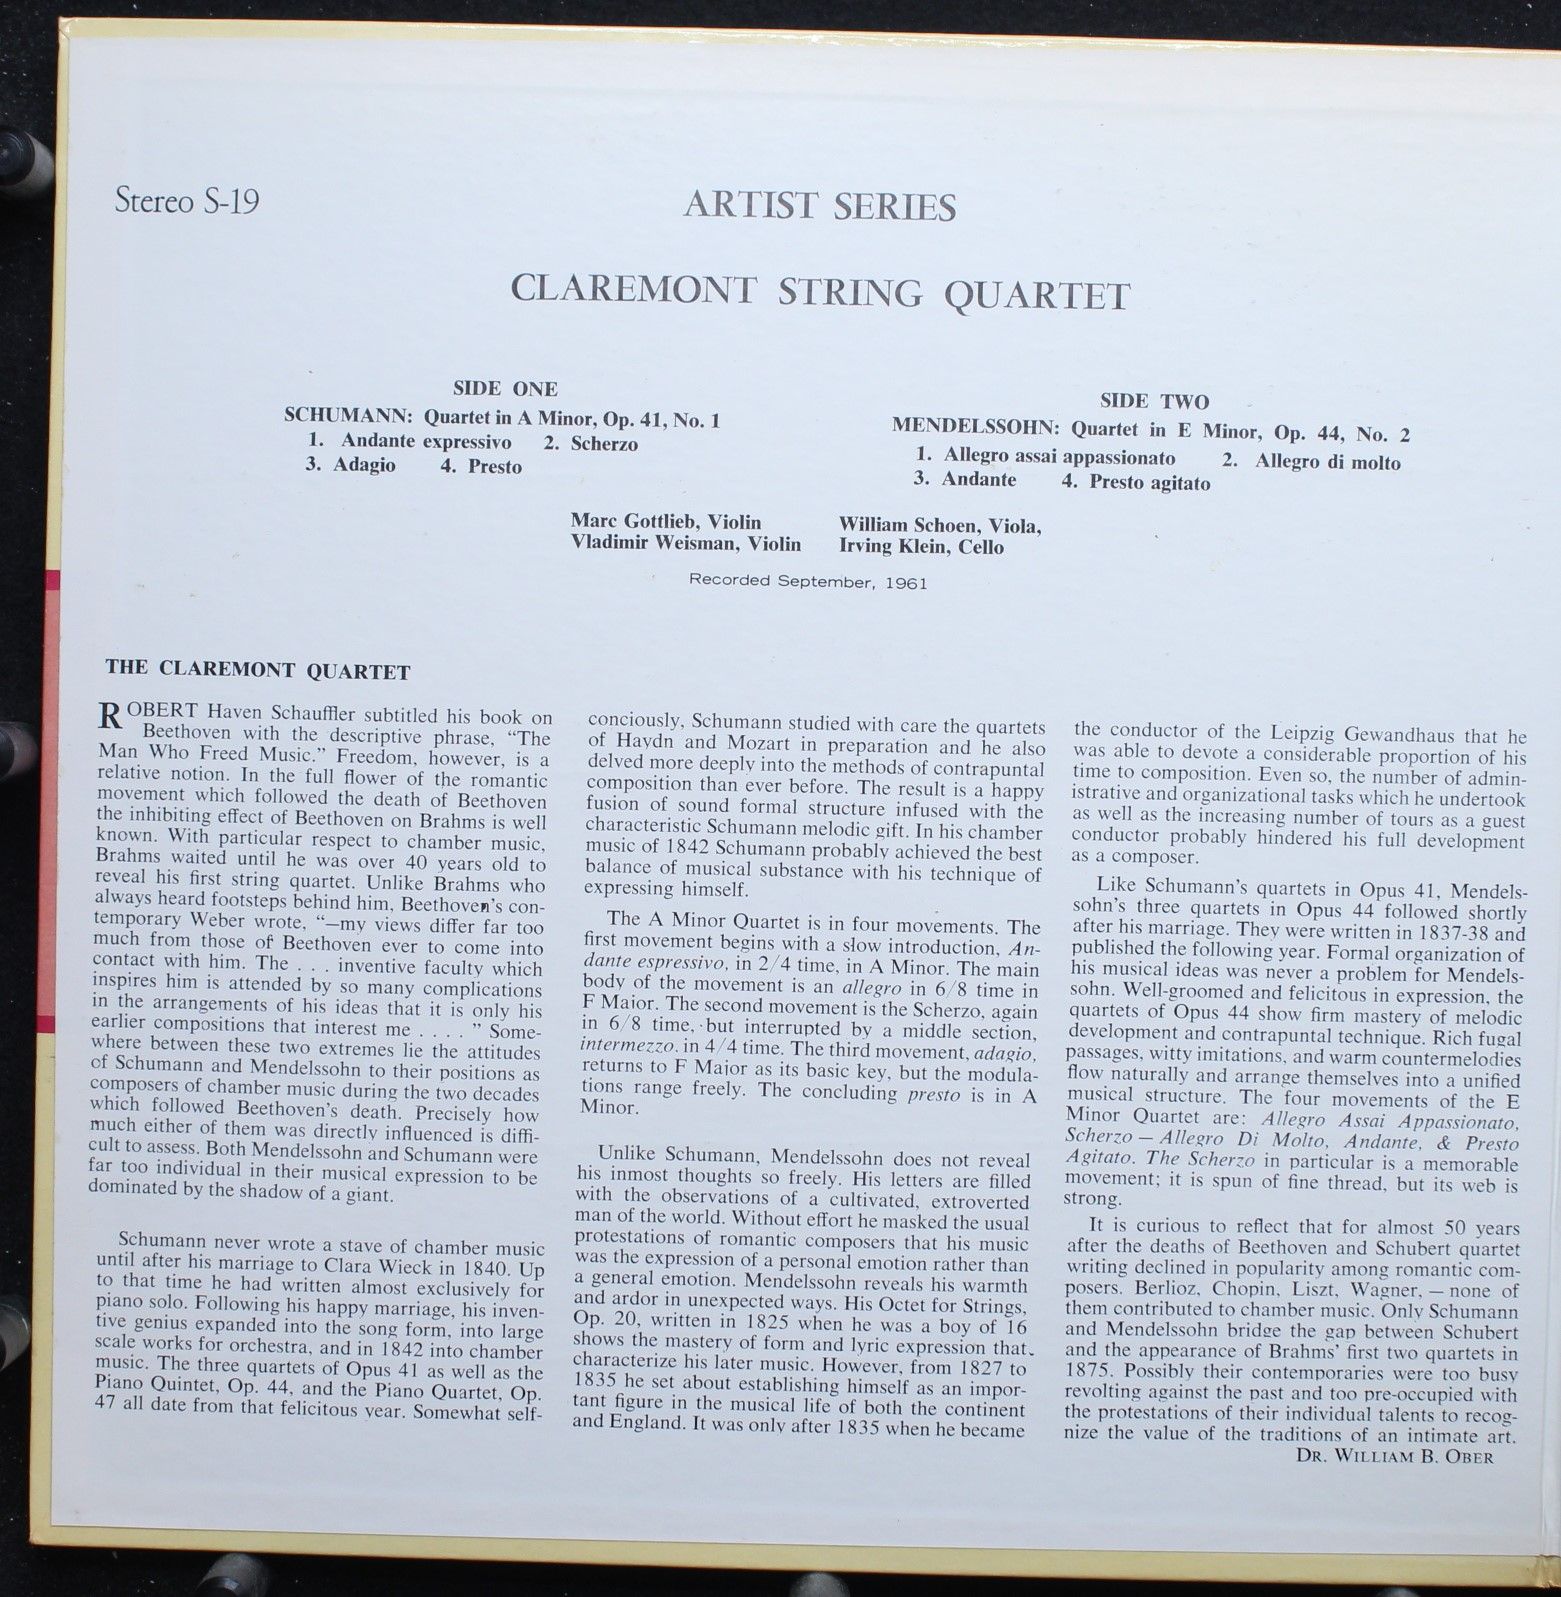 Stereo S-19
ARTIST SERIES
CLAREMONT STRING QUARTET
SIDE ONE
SCHUMANN: Quartet in A Minor, Op. 41, No. 1
1. Andante expressivo 2. Scherzo
3. Adagio 4. Presto
SIDE TWO
MENDELSSOHN: Quartet in E Minor, Op. 44, No. 2
1. Allegro assai appassionato 2. Allegro di molto
3. Andante 4. Presto agitato
Marc Gottlieb, Violin William Schoen, Viola,
Vladimir Weisman, Violin Irving Klein, Cello
Recorded September, 1961
THE CLAREMONT QUARTET
ROBERT Haven Schauffler subtitled his book on
Beethoven with the descriptive phrase, “The
Man Who Freed Music.” Freedom, however, is a
relative notion. In the full flower of the romantic
movement which followed the death of Beethoven
the inhibiting effect of Beethoven on Brahms is well
known. With particular respect to chamber music,
Brahms waited until he was over 40 years old to
reveal his first string quartet. Unlike Brahms who
always heard footsteps behind him, Beethoven's con-
temporary Weber wrote, “—my views differ far too
much from those of Beethoven ever to come into
contact with him. The . . . inventive faculty which
inspires him is attended by so many complications
in the arrangements of his ideas that it is only his
earlier compositions that interest me . . . . ” Some-
where between these two extremes lie the attitudes
of Schumann and Mendelssohn to their positions as
composers of chamber music during the two decades
which followed Beethoven's death. Precisely how
much either of them was directly influenced is diffi-
cult to assess. Both Mendelssohn and Schumann were
far too individual in their musical expression to be
dominated by the shadow of a giant.
Schumann never wrote a stave of chamber music
until after his marriage to Clara Wieck in 1840. Up
to that time he had written almost exclusively for
piano solo. Following his happy marriage, his inven-
tive genius expanded into the song form, into large
scale works for orchestra, and in 1842 into chamber
music. The three quartets of Opus 41 as well as the
Piano Quintet, Op. 44, and the Piano Quartet, Op.
47 all date from that felicitous year. Somewhat self-
conciously, Schumann studied with care the quartets
of Haydn and Mozart in preparation and he also
delved more deeply into the methods of contrapuntal
composition than ever before. The result is a happy
fusion of sound formal structure infused with the
characteristic Schumann melodic gift. In his chamber
music of 1842 Schumann probably achieved the best
balance of musical substance with his technique of
expressing himself.
The A Minor Quartet is in four movements. The
first movement begins with a slow introduction, An-
dante espressivo, in 2/4 time, in A Minor. The main
body of the movement is an allegro in 6/8 time in
F Major. The second movement is the Scherzo, again
in 6/8 time, but interrupted by a middle section,
intermezzo, in 4/4 time. The third movement, adagio,
returns to F Major as its basic key, but the modula-
tions range freely. The concluding presto is in A
Minor.
Unlike Schumann, Mendelssohn does not reveal
his inmost thoughts so freely. His letters are filled
with the observations of a cultivated, extroverted
man of the world. Without effort he masked the usual
protestations of romantic composers that his music
was the expression of a personal emotion rather than
a general emotion. Mendelssohn reveals his warmth
and ardor in unexpected ways. His Octet for Strings,
Op. 20, written in 1825 when he was a boy of 16
shows the mastery of form and lyric expression that
characterize his later music. However, from 1827 to
1835 he set about establishing himself as an impor-
tant figure in the musical life of both the continent
and England. It was only after 1835 when he became
the conductor of the Leipzig Gewandhaus that he
was able to devote a considerable proportion of his
time to composition. Even so, the number of admin-
istrative and organizational tasks which he undertook
as well as the increasing number of tours as a guest
conductor probably hindered his full development
as a composer.
Like Schumann's quartets in Opus 41, Mendels-
sohn's three quartets in Opus 44 followed shortly
after his marriage. They were written in 1837-38 and
published the following year. Formal organization of
his musical ideas was never a problem for Mendels-
sohn. Well-groomed and felicitous in expression, the
quartets of Opus 44 show firm mastery of melodic
development and contrapuntal technique. Rich fugal
passages, witty imitations, and warm countermelodies
flow naturally and arrange themselves into a unified
musical structure. The four movements of the E
Minor Quartet are: Allegro Assai Appassionato,
Scherzo — Allegro Di Molto, Andante, & Presto
Agitato. The Scherzo in particular is a memorable
movement; it is spun of fine thread, but its web is
strong.
It is curious to reflect that for almost 50 years
after the deaths of Beethoven and Schubert quartet
writing declined in popularity among romantic com-
posers. Berlioz, Chopin, Liszt, Wagner, — none of
them contributed to chamber music. Only Schumann
and Mendelssohn bridge the gap between Schubert
and the appearance of Brahms' first two quartets in
1875. Possibly their contemporaries were too busy
revolting against the past and too pre-occupied with
the protestations of their individual talents to recog-
nize the value of the traditions of an intimate art.
DR. WILLIAM B. OBER